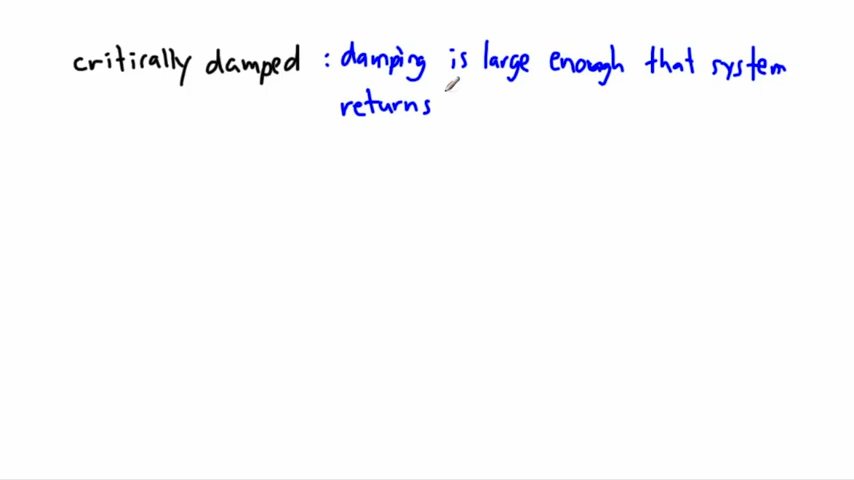 critically damped : damping is large enough that system
returns